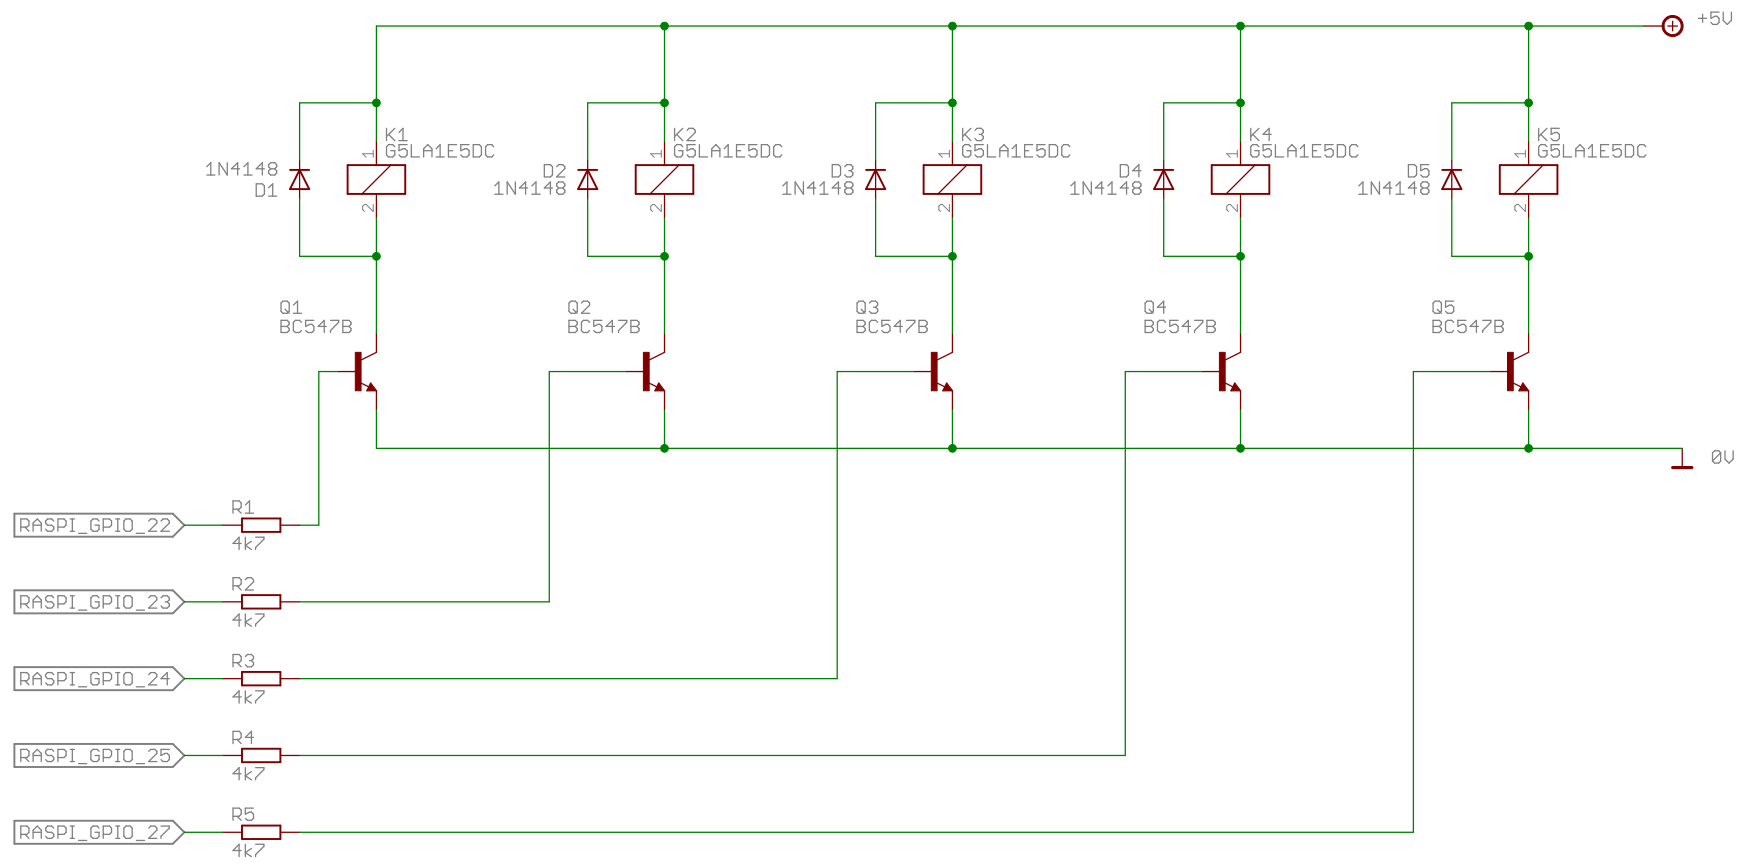 +5V
K1
G5LA1E5DC
1
2
1N4148
D1
K2
G5LA1E5DC
1
2
D2
1N4148
K3
G5LA1E5DC
1
2
D3
1N4148
K4
G5LA1E5DC
1
2
D4
1N4148
K5
G5LA1E5DC
1
2
D5
1N4148
Q1
BC547B
Q2
BC547B
Q3
BC547B
Q4
BC547B
Q5
BC547B
0V
R1
RASPI_GPIO_22
4k7
R2
RASPI_GPIO_23
4k7
R3
RASPI_GPIO_24
4k7
R4
RASPI_GPIO_25
4k7
R5
RASPI_GPIO_27
4k7